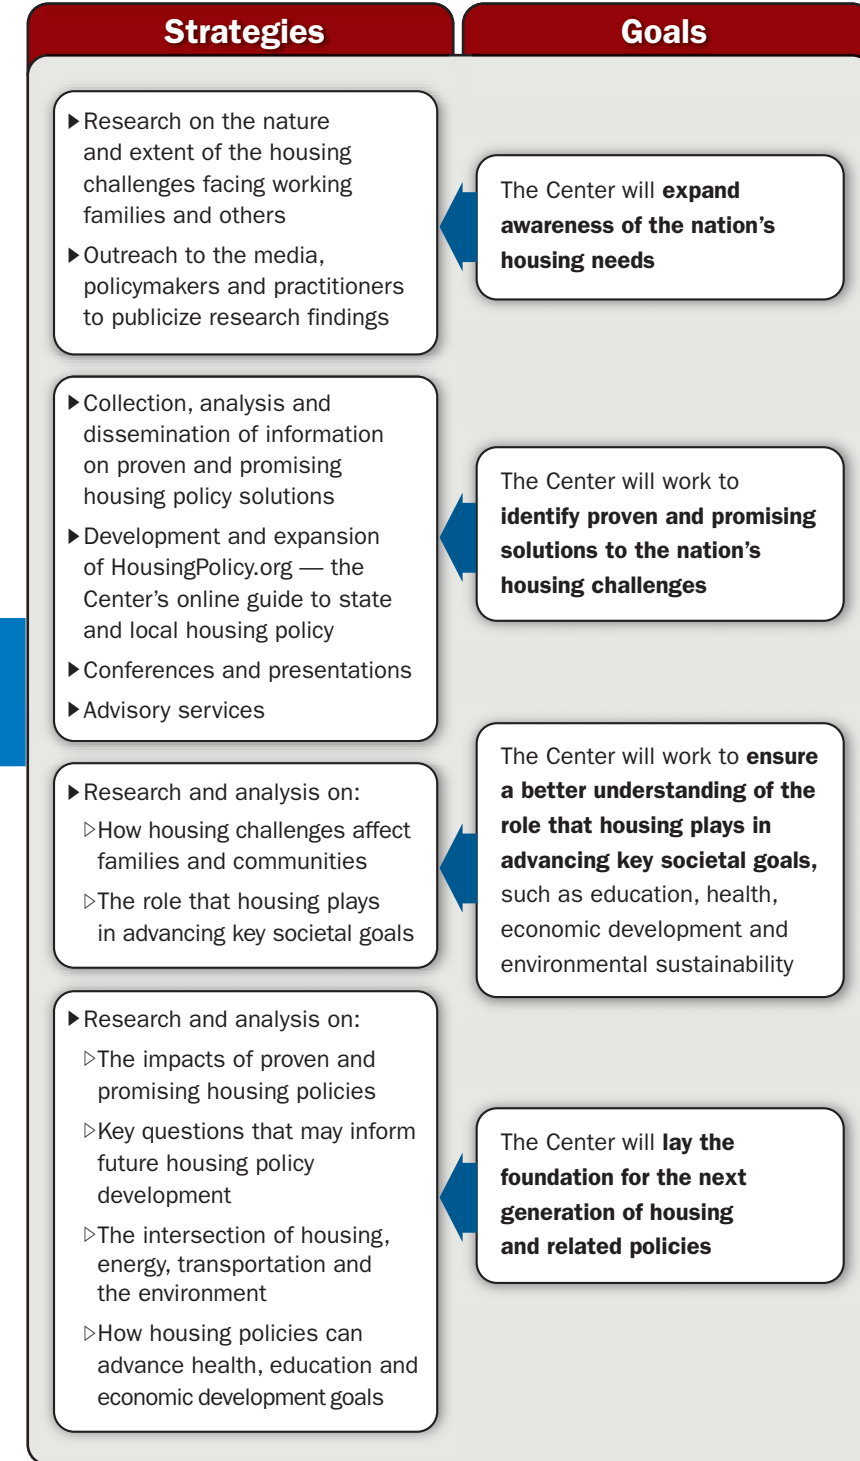 Strategies
Goals
▶Research on the nature
and extent of the housing
challenges facing working
families and others
▶Outreach to the media,
policymakers and practitioners
to publicize research findings
The Center will expand
awareness of the nation’s
housing needs
▶Collection, analysis and
dissemination of information
on proven and promising
housing policy solutions
▶Development and expansion
of HousingPolicy.org — the
Center’s online guide to state
and local housing policy
▶Conferences and presentations
▶Advisory services
The Center will work to
identify proven and promising
solutions to the nation’s
housing challenges
▶Research and analysis on:
▷How housing challenges affect
families and communities
▷The role that housing plays
in advancing key societal goals
The Center will work to ensure
a better understanding of the
role that housing plays in
advancing key societal goals,
such as education, health,
economic development and
environmental sustainability
▶Research and analysis on:
▷The impacts of proven and
promising housing policies
▷Key questions that may inform
future housing policy
development
▷The intersection of housing,
energy, transportation and
the environment
▷How housing policies can
advance health, education and
economic development goals
The Center will lay the
foundation for the next
generation of housing
and related policies